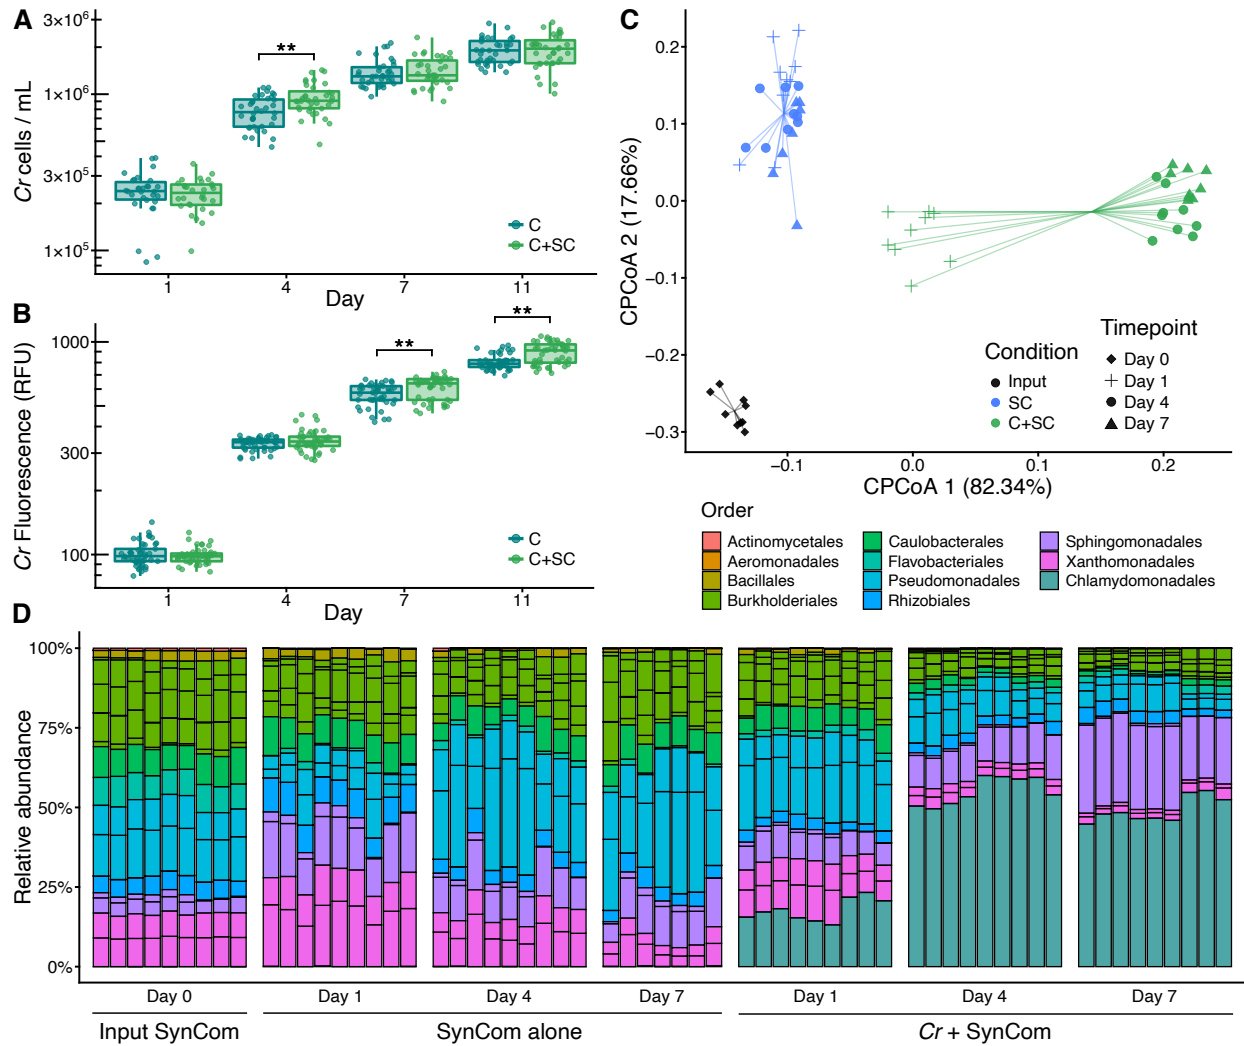 A
Cr cells / mL
3×10⁶
1×10⁶
3×10⁵
1×10⁵
**
C
C+SC
1 4 7 11
Day
B
Cr Fluorescence (RFU)
1000
300
100
**
**
C
C+SC
1 4 7 11
Day
C
CPCoA 2 (17.66%)
0.2
0.1
0.0
−0.1
−0.2
−0.3
−0.1 0.0 0.1 0.2
CPCoA 1 (82.34%)
Condition
Input
SC
C+SC
Timepoint
Day 0
Day 1
Day 4
Day 7
Order
Actinomycetales
Aeromonadales
Bacillales
Burkholderiales
Caulobacterales
Flavobacteriales
Pseudomonadales
Rhizobiales
Sphingomonadales
Xanthomonadales
Chlamydomonadales
D
Relative abundance
100%
75%
50%
25%
0%
Day 0 Day 1 Day 4 Day 7 Day 1 Day 4 Day 7
Input SynCom SynCom alone Cr + SynCom